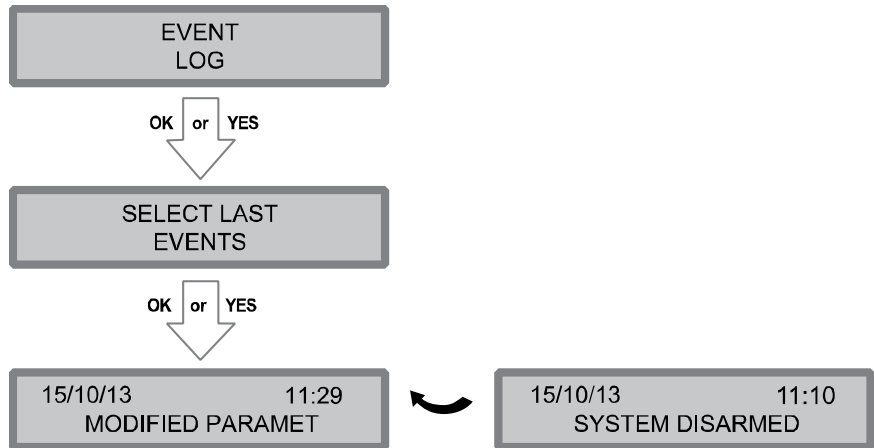 EVENT
LOG
OK or YES
SELECT LAST
EVENTS
OK or YES
15/10/13 11:29
MODIFIED PARAMET
15/10/13 11:10
SYSTEM DISARMED